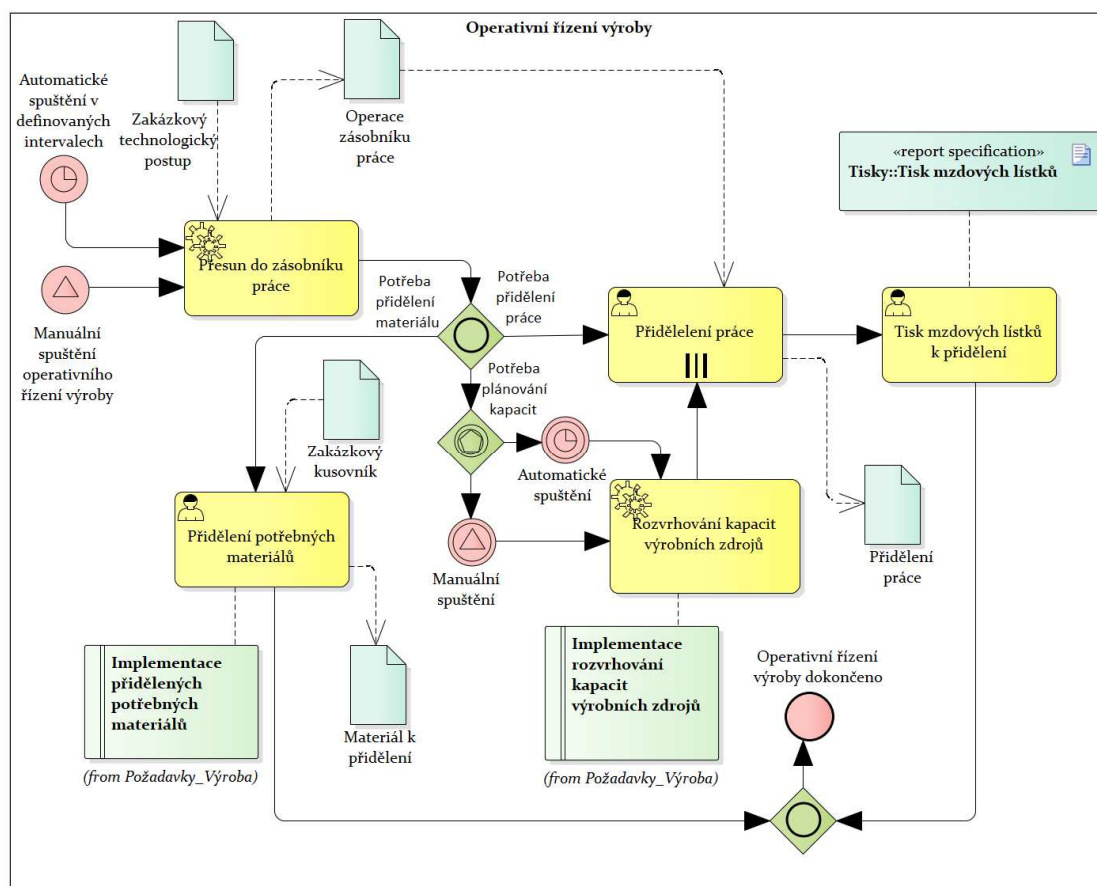 Operativní řízení výroby
Automatické
spuštění v
definovaných
intervalech
Zakázkový
technologický
postup
Operace
zásobníku
práce
«report specification»
Tisky::Tisk mzdových lístků
Přesun do zásobníku
práce
Manuální
spuštění
operativního
řízení výroby
Potřeba
přidělení
materiálu
Potřeba
přidělení
práce
Přidělelení práce
Tisk mzdových lístků
k přidělení
Potřeba
plánování
kapacit
Zakázkový
kusovník
Automatické
spuštění
Přidělení potřebných
materiálů
Manuální
spuštění
Rozvrhování kapacit
výrobních zdrojů
Přidělení
práce
Implementace
přidělených
potřebných
materiálů
(from Požadavky_Výroba)
Materiál k
přidělení
Implementace
rozvrhování
kapacit
výrobních zdrojů
(from Požadavky_Výroba)
Operativní řízení
výroby dokončeno